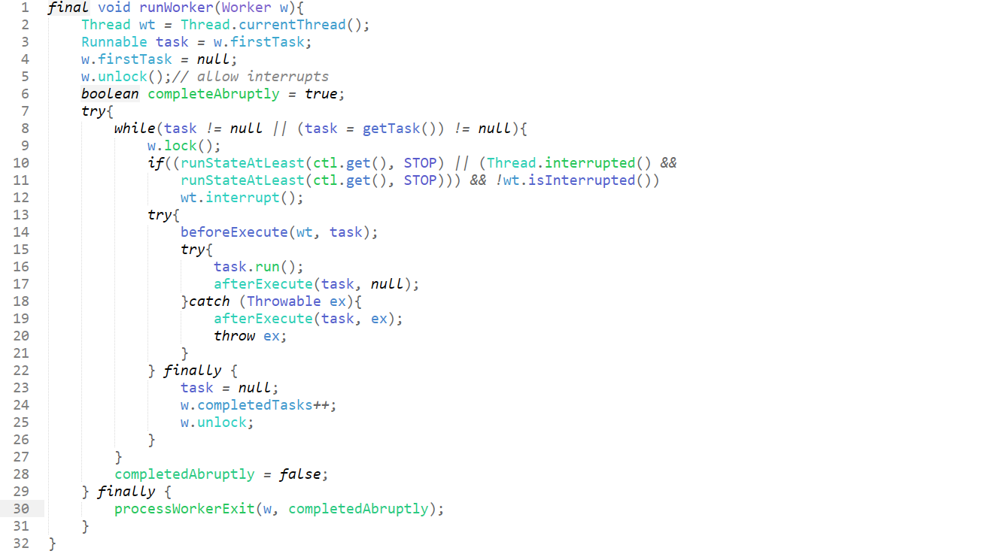 1 final void runWorker(Worker w){
2 Thread wt = Thread.currentThread();
3 Runnable task = w.firstTask;
4 w.firstTask = null;
5 w.unlock();// allow interrupts
6 boolean completeAbruptly = true;
7 try{
8 while(task != null || (task = getTask()) != null){
9 w.lock();
10 if((runStateAtLeast(ctl.get(), STOP) || (Thread.interrupted() &&
11 runStateAtLeast(ctl.get(), STOP))) && !wt.isInterrupted())
12 wt.interrupt();
13 try{
14 beforeExecute(wt, task);
15 try{
16 task.run();
17 afterExecute(task, null);
18 }catch (Throwable ex){
19 afterExecute(task, ex);
20 throw ex;
21 }
22 } finally {
23 task = null;
24 w.completedTasks++;
25 w.unlock;
26 }
27 }
28 completedAbruptly = false;
29 } finally {
30 processWorkerExit(w, completedAbruptly);
31 }
32 }